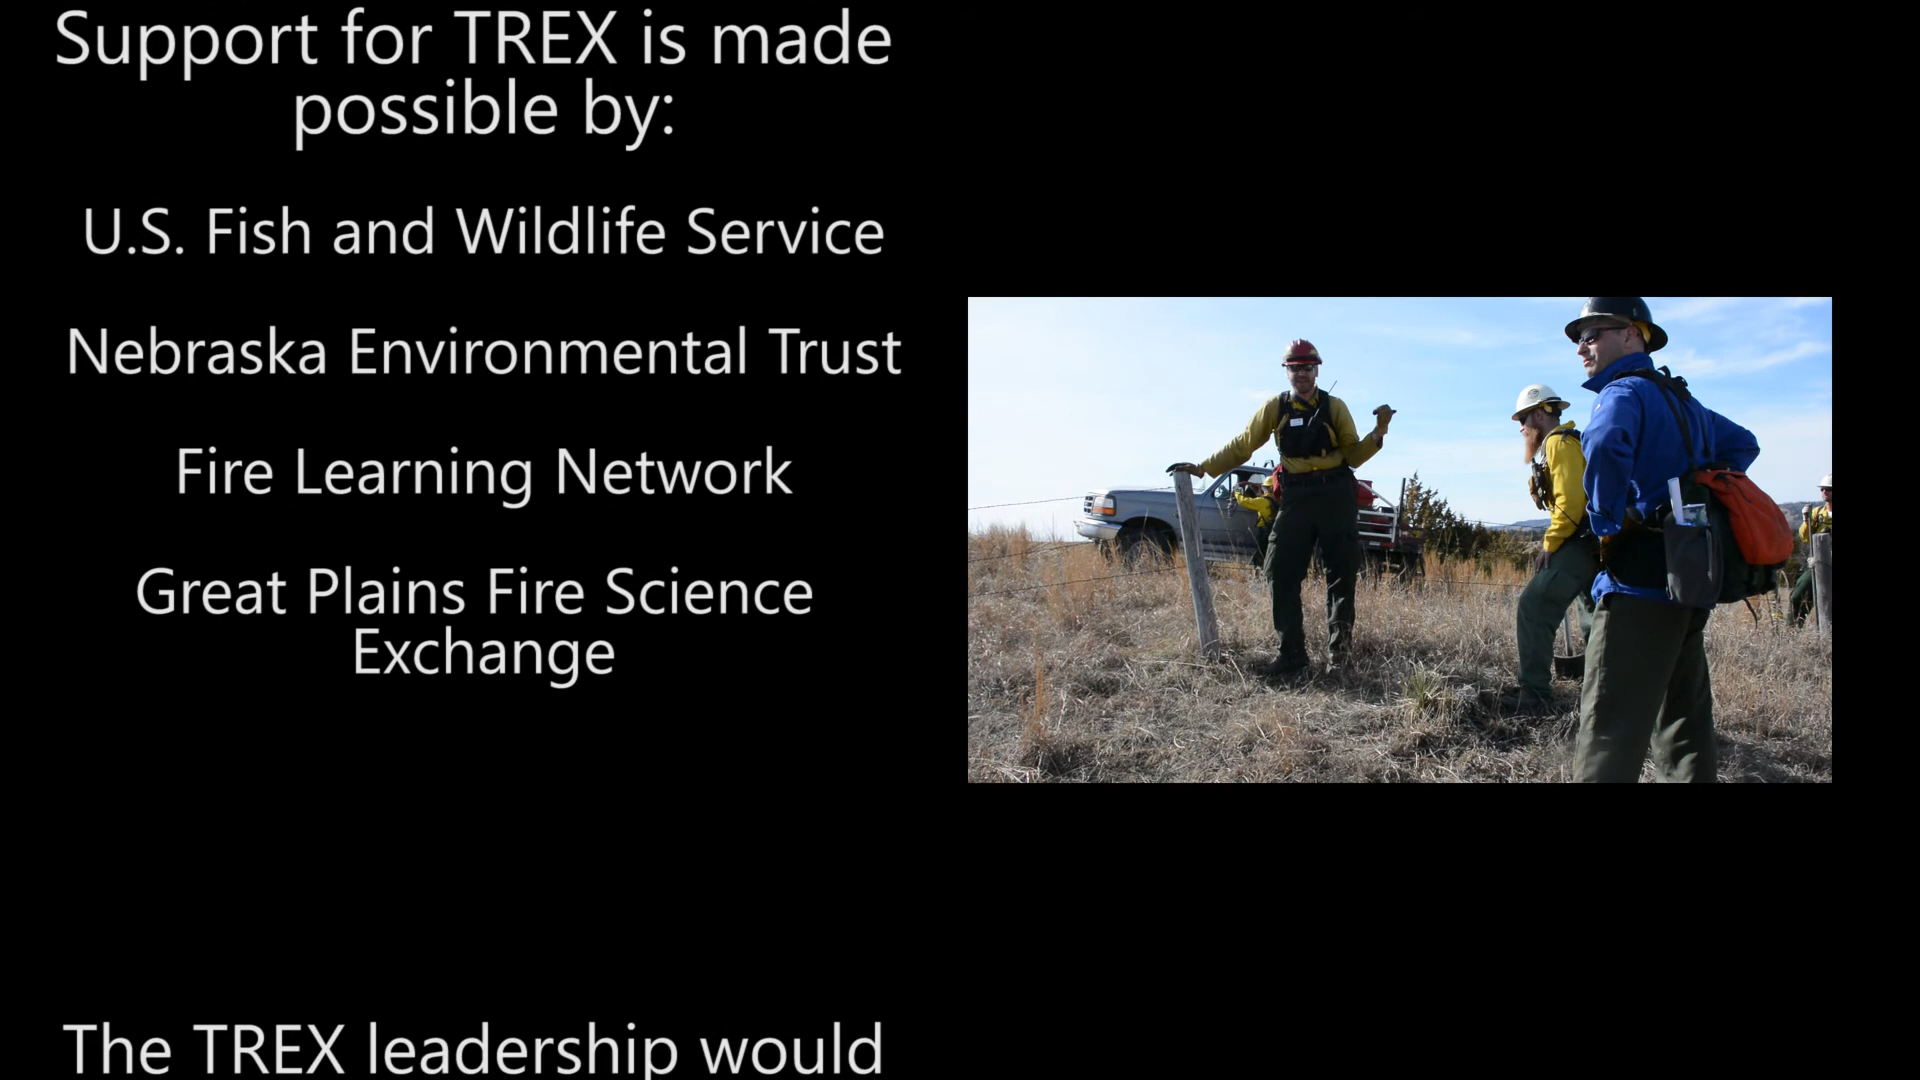 Support for TREX is made
possible by:
U.S. Fish and Wildlife Service
Nebraska Environmental Trust
Fire Learning Network
Great Plains Fire Science
Exchange
The TREX leadership would